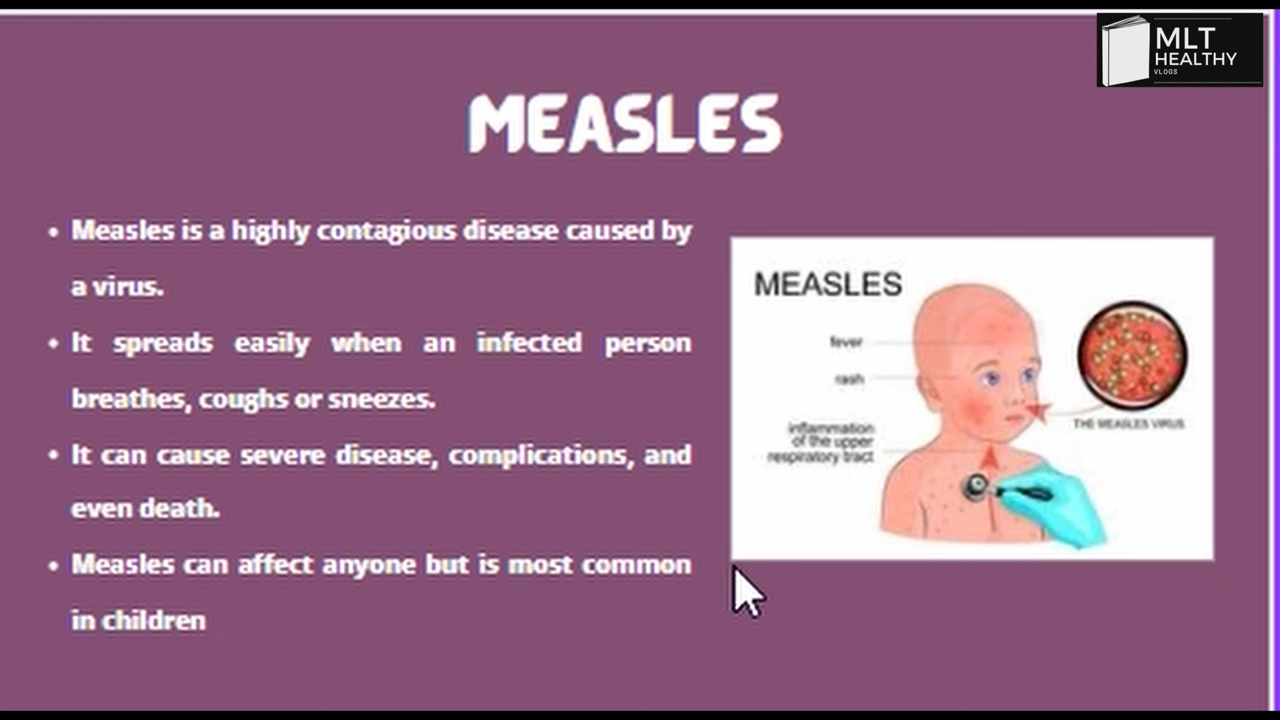 MLT
HEALTHY
VLOGS
MEASLES
• Measles is a highly contagious disease caused by
a virus.
• It spreads easily when an infected person
breathes, coughs or sneezes.
• It can cause severe disease, complications, and
even death.
• Measles can affect anyone but is most common
in children
MEASLES
fever
rash
inflammation
of the upper
respiratory tract
THE MEASLES VIRUS